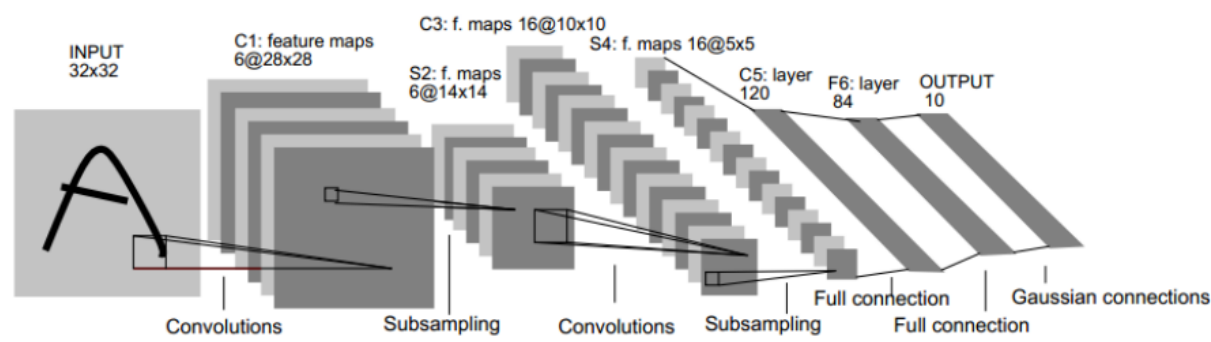 INPUT
32x32
C1: feature maps
6@28x28
S2: f. maps
6@14x14
C3: f. maps 16@10x10
S4: f. maps 16@5x5
C5: layer
120
F6: layer
84
OUTPUT
10
Convolutions
Subsampling
Convolutions
Subsampling
Full connection
Full connection
Gaussian connections